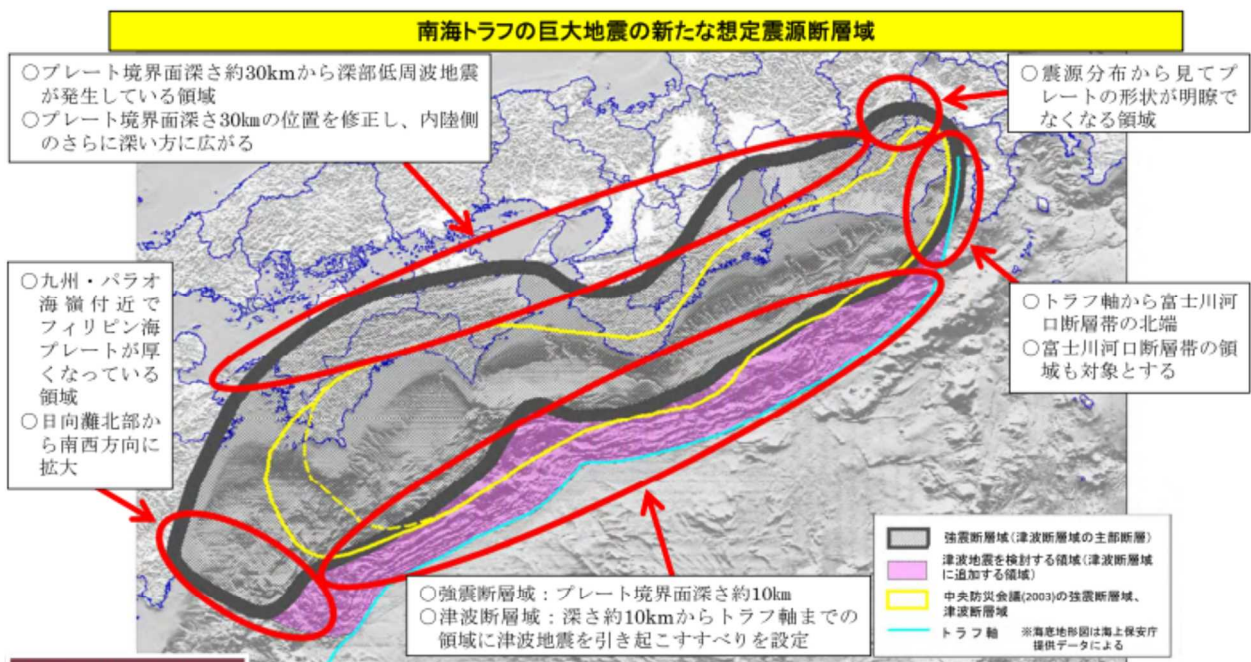 南海トラフの巨大地震の新たな想定震源断層域
○プレート境界面深さ約30kmから深部低周波地震
が発生している領域
○プレート境界面深さ30㎞の位置を修正し、内陸側
のさらに深い方に広がる
○震源分布から見てプ
レートの形状が明瞭で
なくなる領域
○九州・パラオ
海嶺付近で
フィリピン海
プレートが厚
くなっている
領域
○日向灘北部か
ら南西方向に
拡大
○トラフ軸から富士川河
口断層帯の北端
○富士川河口断層帯の領
域も対象とする
○強震断層域：プレート境界面深さ約10㎞
○津波断層域：深さ約10kmからトラフ軸までの
領域に津波地震を引き起こすすべりを設定
強震断層域(津波断層域の主部断層)
津波地震を検討する領域(津波断層域
に追加する領域)
中央防災会議(2003)の強震断層域、
津波断層域
トラフ軸 ※海底地形図は海上保安庁
提供データによる